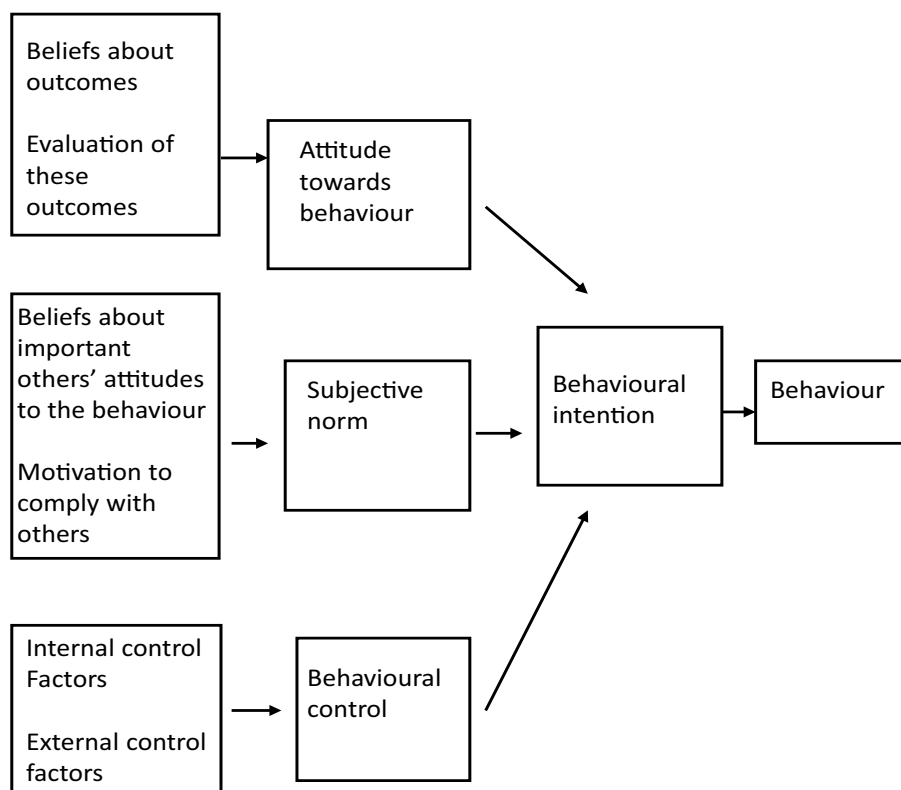 Beliefs about
outcomes
Evaluation of
these
outcomes
Attitude
towards
behaviour
Beliefs about
important
others’ attitudes
to the behaviour
Motivation to
comply with
others
Subjective
norm
Behavioural
intention
Behaviour
Internal control
Factors
External control
factors
Behavioural
control